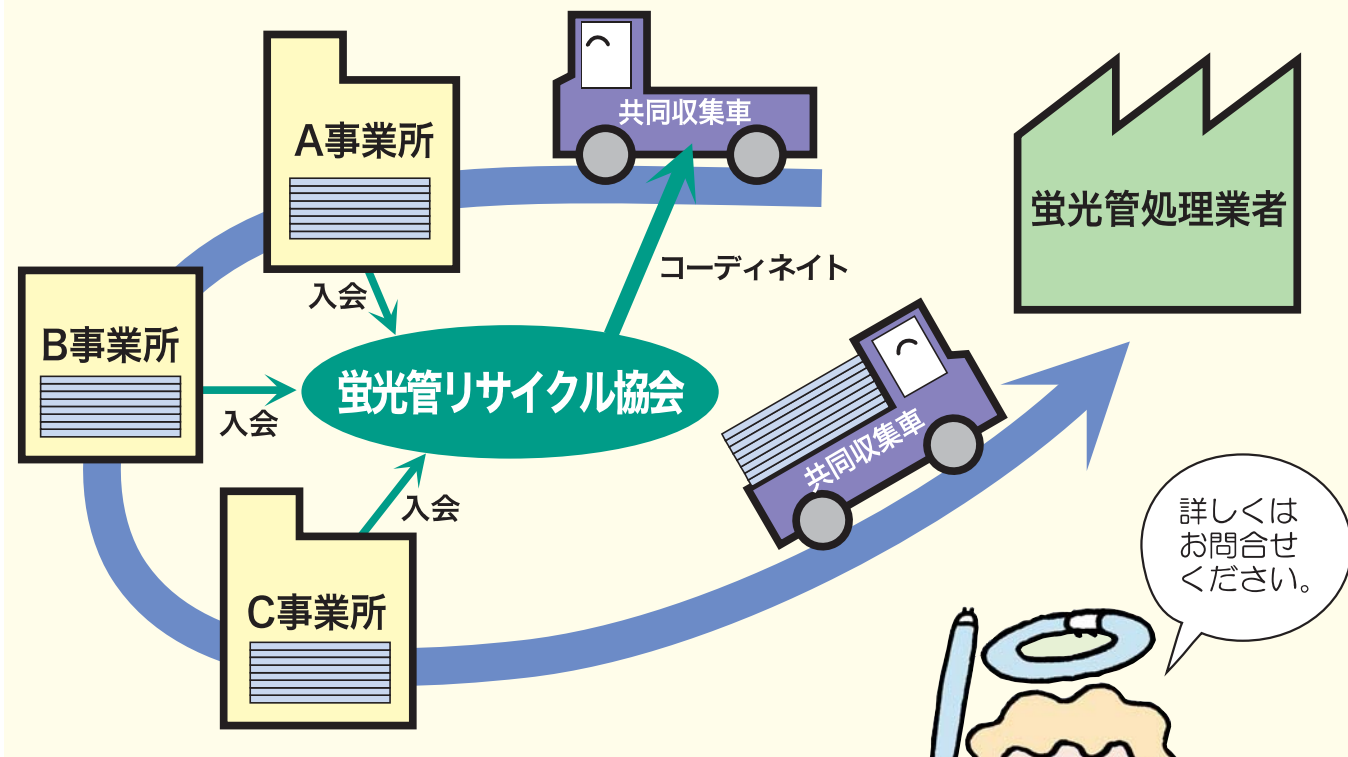 共同収集車
A事業所
蛍光管処理業者
コーディネイト
入会
B事業所
蛍光管リサイクル協会
入会
共同収集車
入会
詳しくは
お問合せ
ください。
C事業所